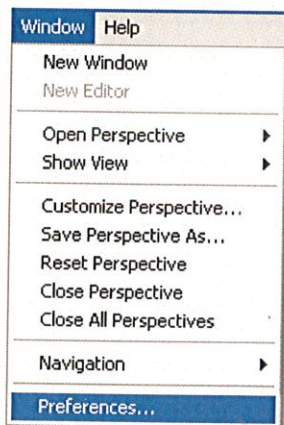 Window Help
New Window
New Editor
Open Perspective
Show View
Customize Perspective...
Save Perspective As...
Reset Perspective
Close Perspective
Close All Perspectives
Navigation
Preferences...